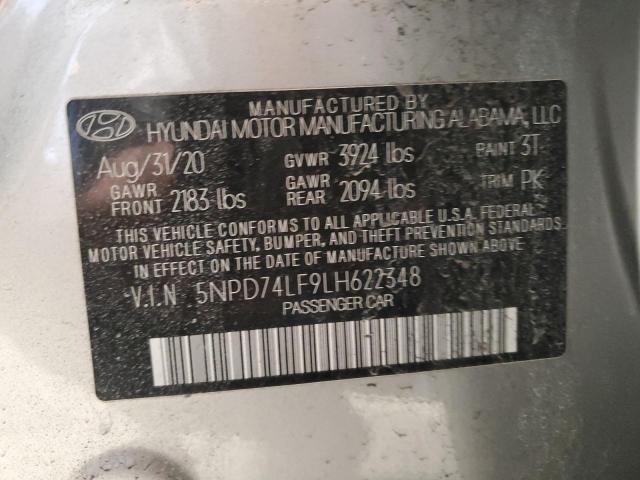 MANUFACTURED BY
HYUNDAI MOTOR MANUFACTURING ALABAMA, LLC
Aug/31/20 GVWR 3924 lbs PAINT 3T
GAWR FRONT 2183 lbs GAWR REAR 2094 lbs TRIM PK
THIS VEHICLE CONFORMS TO ALL APPLICABLE U.S.A. FEDERAL
MOTOR VEHICLE SAFETY, BUMPER, AND THEFT PREVENTION STANDARDS
IN EFFECT ON THE DATE OF MANUFACTURE SHOWN ABOVE
V.I.N 5NPD74LF9LH622348
PASSENGER CAR